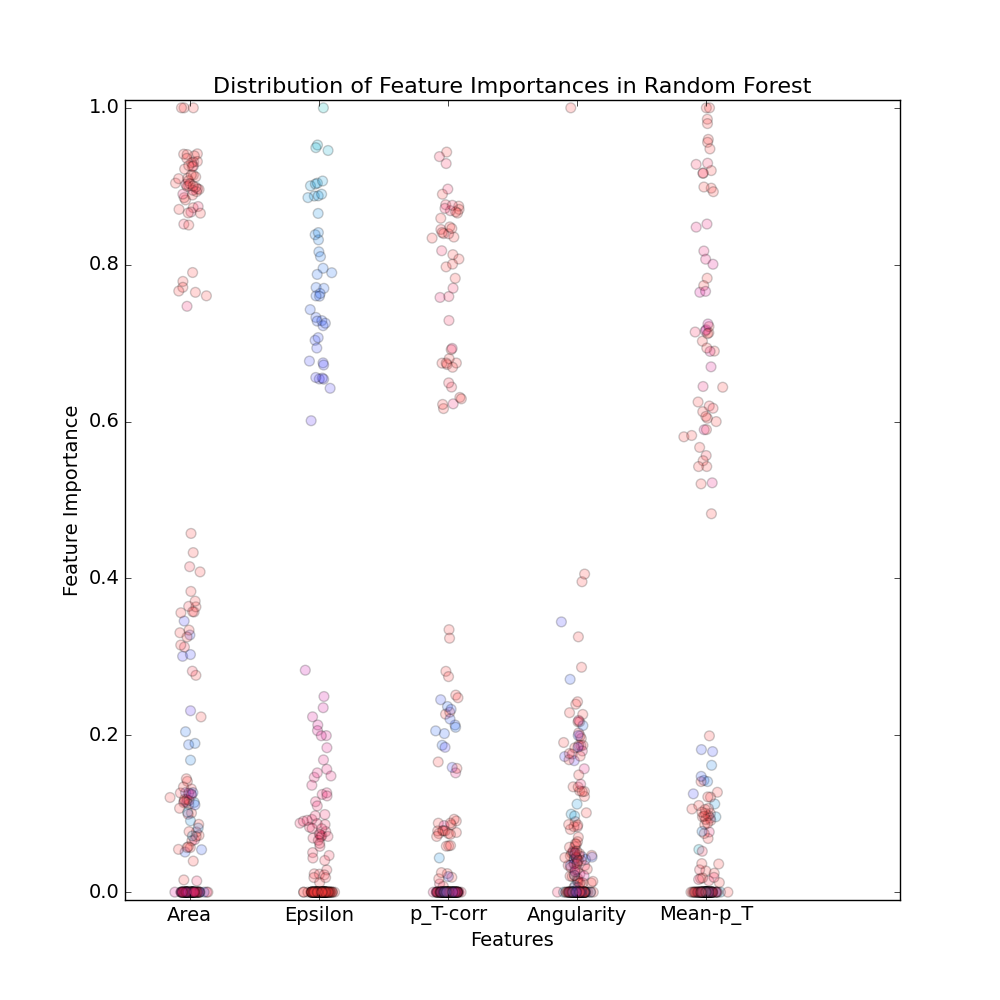 Distribution of Feature Importances in Random Forest
1.0
0.8
0.6
0.4
0.2
0.0
Feature Importance
Area Epsilon p_T-corr Angularity Mean-p_T
Features